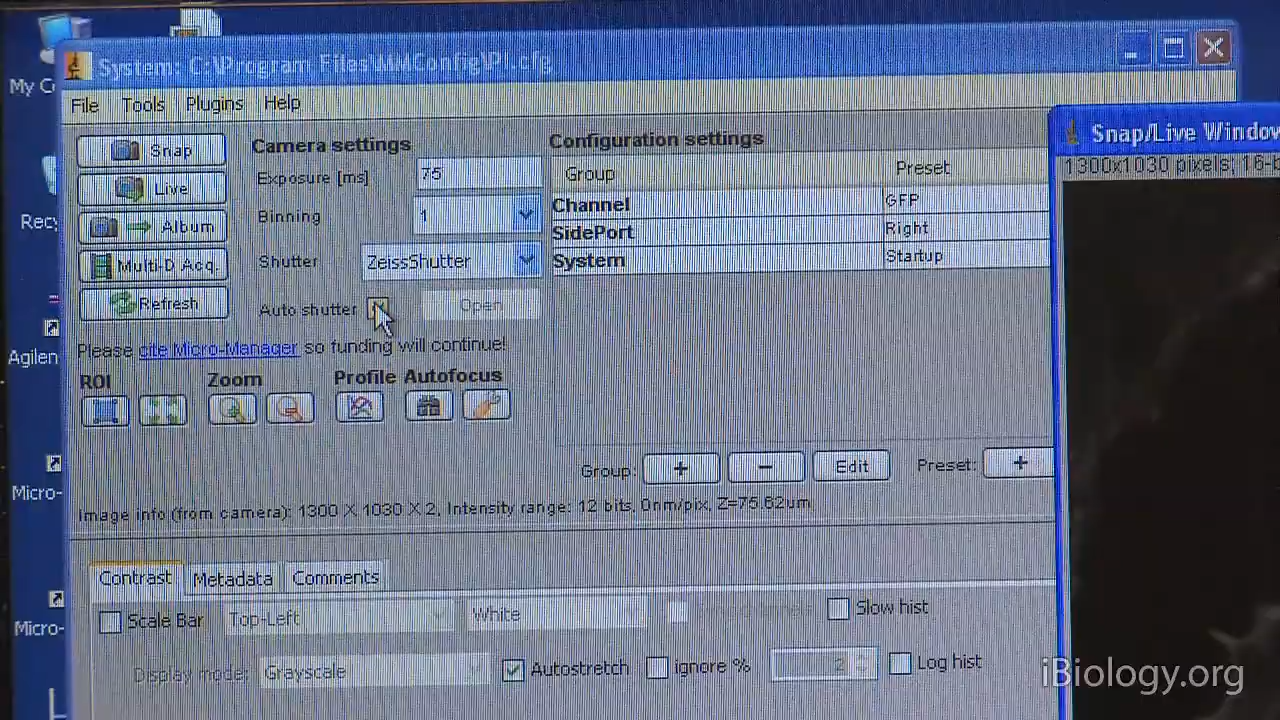 My C
System: C:\Program Files\MMConfig\PI.cfg
File Tools Plugins Help
Snap
Live
Album
Multi-D Acq.
Refresh
Camera settings
Exposure [ms] 75
Binning 1
Shutter ZeissShutter
Auto shutter Open
Configuration settings
Group Preset
Channel GFP
SidePort Right
System Startup
Please cite Micro-Manager so funding will continue!
ROI Zoom Profile Autofocus
Group: + - Edit Preset: +
Image info (from camera): 1300 X 1030 X 2, Intensity range: 12 bits, 0nm/pix, Z=75.62um
Contrast Metadata Comments
Scale Bar Top-Left White Slow hist
Display mode: Grayscale Autostretch ignore % 2 Log hist
Snap/Live Window
1300x1030 pixels; 16-b
Recy
Agilen
Micro-
Micro-
iBiology.org